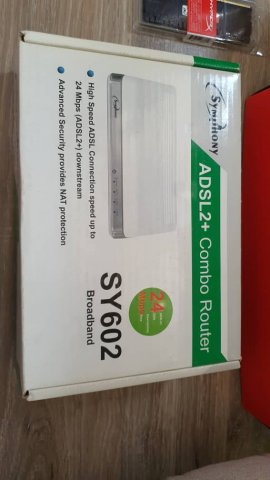 SYMPHONY
ADSL2+ Combo Router
High Speed ADSL Connection speed up to
24 Mbps (ADSL2+) downstream
Advanced Security provides NAT protection
24
SY602
Broadband